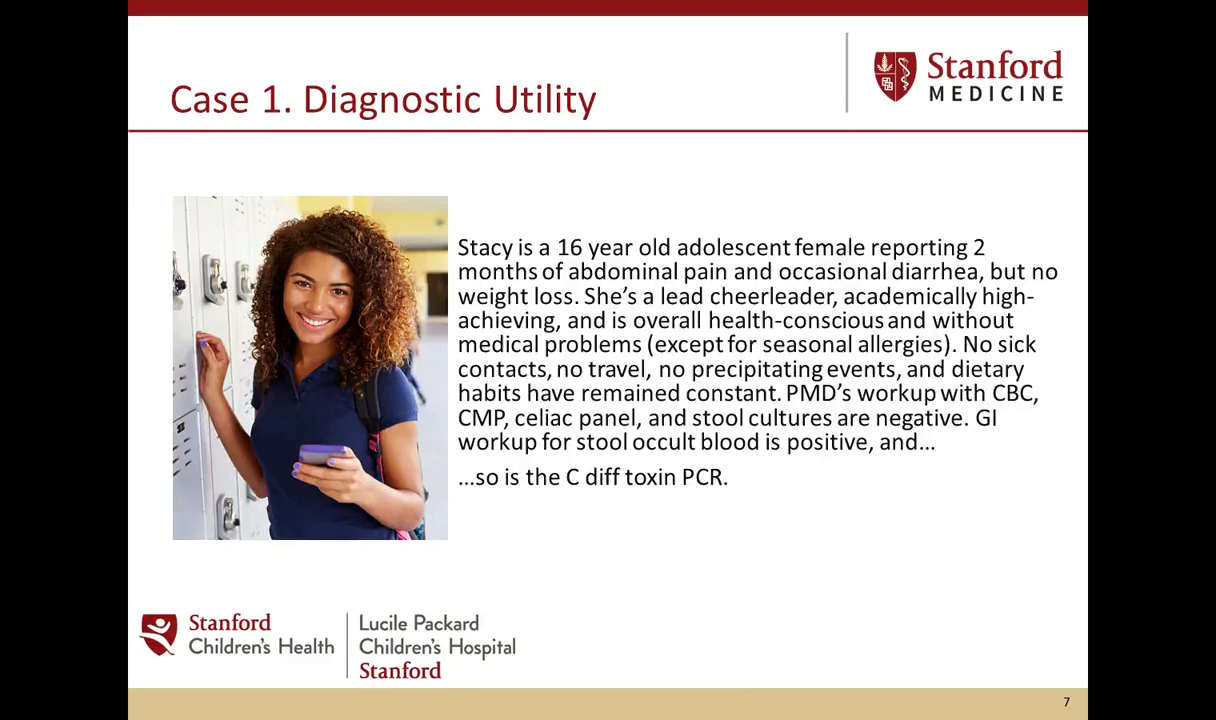 Stanford
MEDICINE
Case 1. Diagnostic Utility
Stacy is a 16 year old adolescent female reporting 2
months of abdominal pain and occasional diarrhea, but no
weight loss. She’s a lead cheerleader, academically high-
achieving, and is overall health-conscious and without
medical problems (except for seasonal allergies). No sick
contacts, no travel, no precipitating events, and dietary
habits have remained constant. PMD’s workup with CBC,
CMP, celiac panel, and stool cultures are negative. GI
workup for stool occult blood is positive, and…
…so is the C diff toxin PCR.
Stanford
Children’s Health
Lucile Packard
Children’s Hospital
Stanford
7